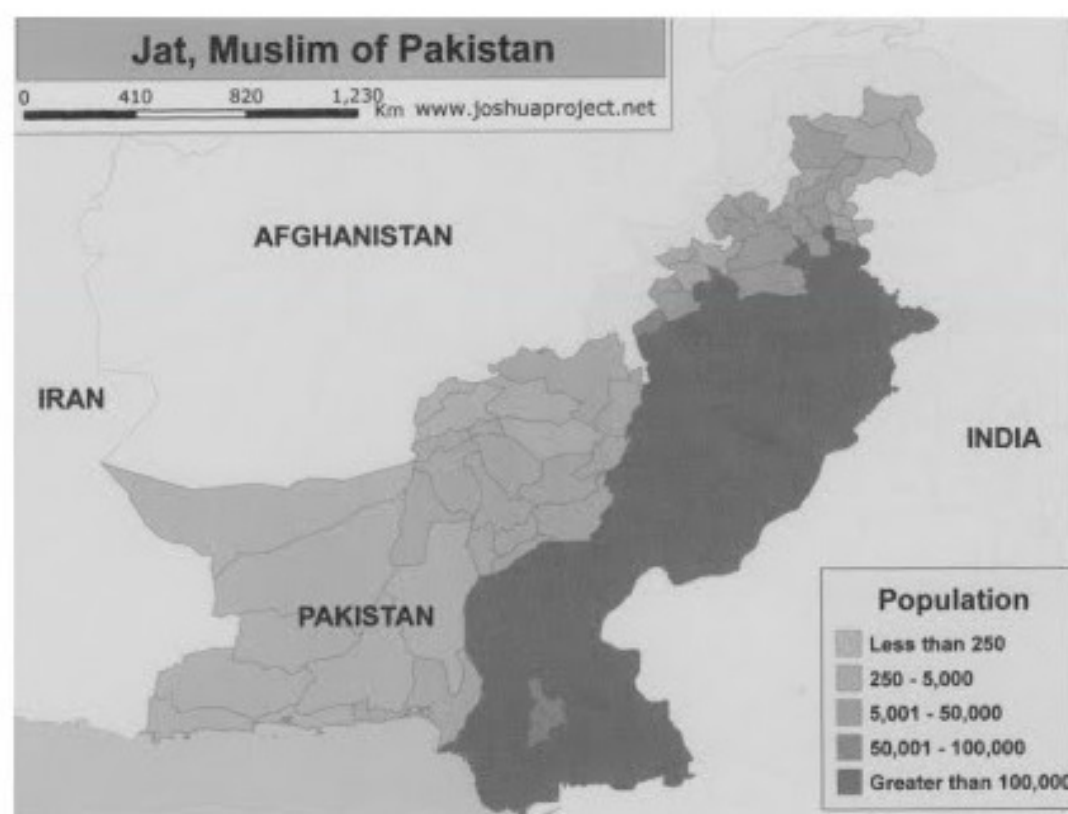 Jat, Muslim of Pakistan
0 410 820 1,230
Km www.joshuaproject.net
AFGHANISTAN
IRAN
INDIA
PAKISTAN
Population
Less than 250
250 - 5,000
5,001 - 50,000
50,001 - 100,000
Greater than 100,000